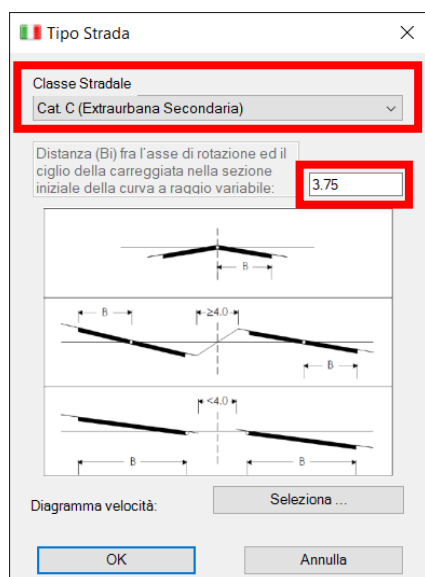 Tipo Strada
Classe Stradale
Cat. C (Extraurbana Secondaria)
Distanza (Bi) fra l'asse di rotazione ed il
ciglio della carreggiata nella sezione
iniziale della curva a raggio variabile:
3.75
B
B
≥4.0
B
<4.0
B
B
Diagramma velocità:
Seleziona ...
OK
Annulla